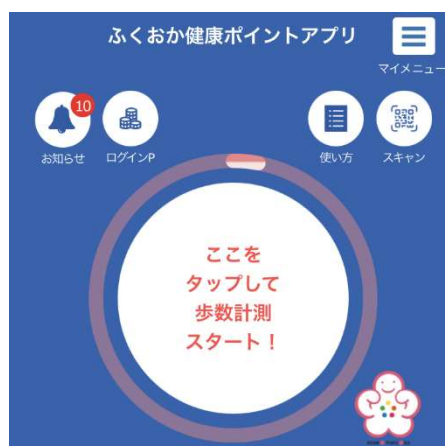 ふくおか健康ポイントアプリ
マイメニュー
10
お知らせ
ログインP
使い方
スキャン
ここを
タップして
歩数計測
スタート！